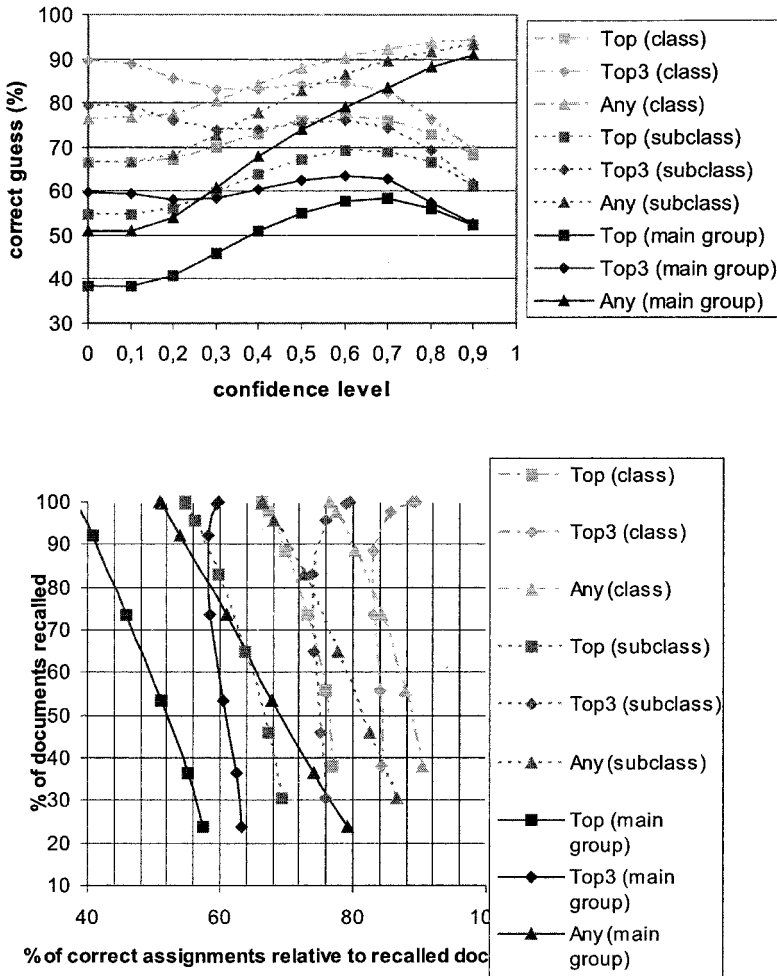 correct guess (%)
100
90
80
70
60
50
40
30
0 0,1 0,2 0,3 0,4 0,5 0,6 0,7 0,8 0,9 1
confidence level
Top (class)
Top3 (class)
Any (class)
Top (subclass)
Top3 (subclass)
Any (subclass)
Top (main group)
Top3 (main group)
Any (main group)
% of documents recalled
100
90
80
70
60
50
40
30
20
10
40 60 80 10
% of correct assignments relative to recalled doc
Top (class)
Top3 (class)
Any (class)
Top (subclass)
Top3 (subclass)
Any (subclass)
Top (main
group)
Top3 (main
group)
Any (main
group)